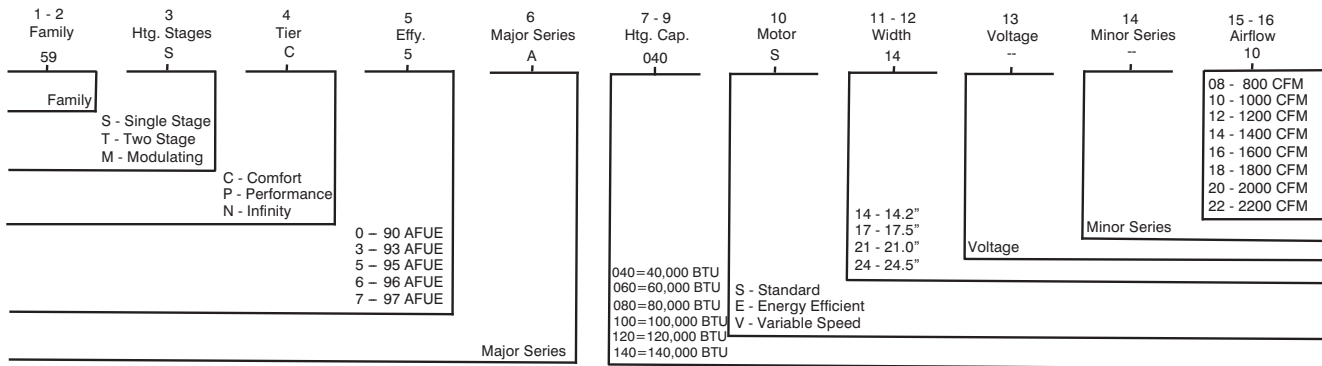 1 - 2 3 4 5 6 7 - 9 10 11 - 12 13 14 15 - 16
Family Htg. Stages Tier Effy. Major Series Htg. Cap. Motor Width Voltage Minor Series Airflow
59 S C 5 A 040 S 14 -- -- 10
Family
S - Single Stage
T - Two Stage
M - Modulating
C - Comfort
P - Performance
N - Infinity
0 – 90 AFUE
3 – 93 AFUE
5 – 95 AFUE
6 – 96 AFUE
7 – 97 AFUE
Major Series
040=40,000 BTU
060=60,000 BTU
080=80,000 BTU
100=100,000 BTU
120=120,000 BTU
140=140,000 BTU
S - Standard
E - Energy Efficient
V - Variable Speed
14 - 14.2”
17 - 17.5”
21 - 21.0”
24 - 24.5”
Voltage
Minor Series
08 - 800 CFM
10 - 1000 CFM
12 - 1200 CFM
14 - 1400 CFM
16 - 1600 CFM
18 - 1800 CFM
20 - 2000 CFM
22 - 2200 CFM